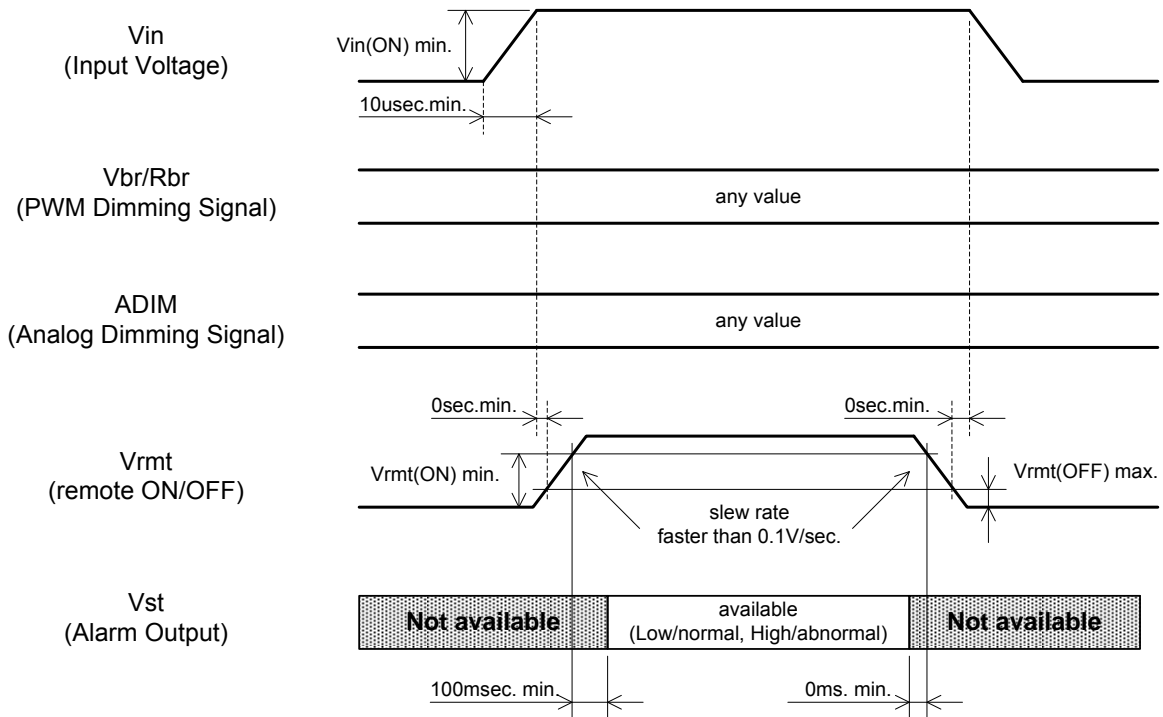 Vin
(Input Voltage)
Vin(ON) min.
10usec.min.
Vbr/Rbr
(PWM Dimming Signal)
any value
ADIM
(Analog Dimming Signal)
any value
0sec.min.
0sec.min.
Vrmt
(remote ON/OFF)
Vrmt(ON) min.
Vrmt(OFF) max.
slew rate
faster than 0.1V/sec.
Vst
(Alarm Output)
Not available
available
(Low/normal, High/abnormal)
Not available
100msec. min.
0ms. min.